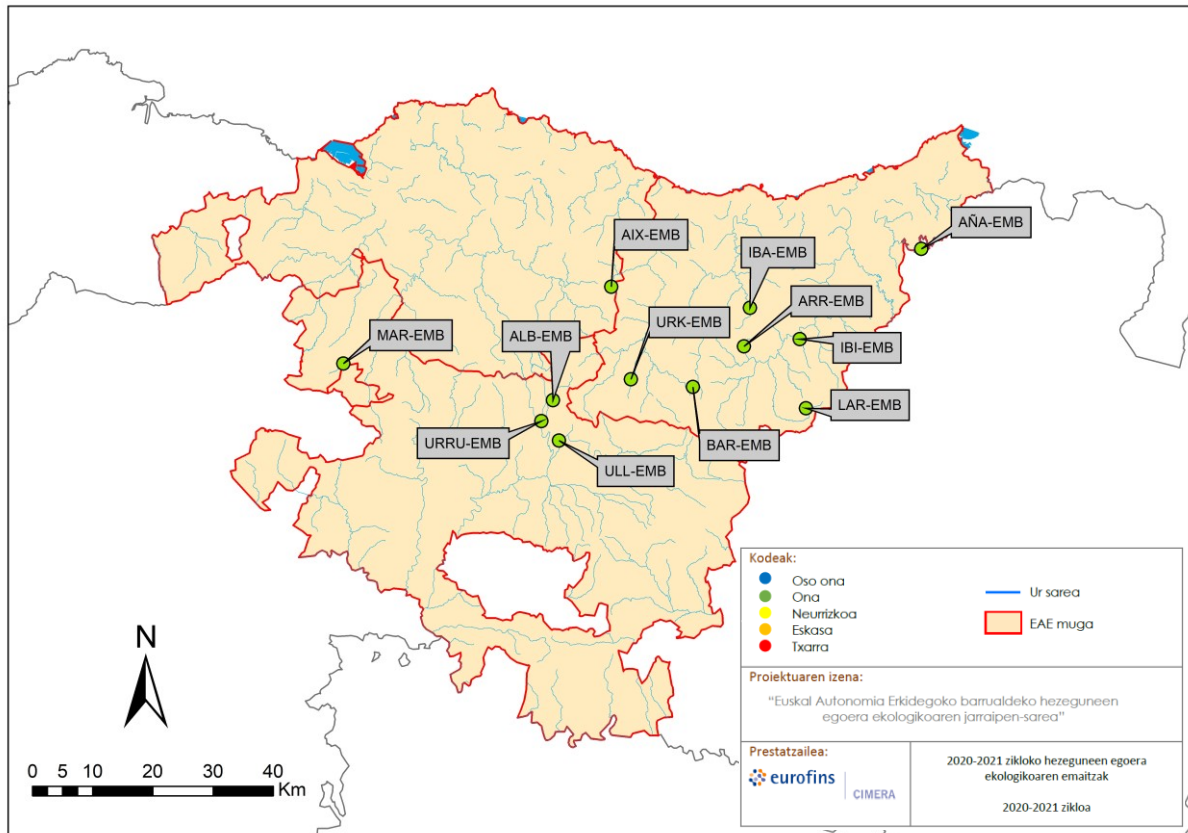 AÑA-EMB
AIX-EMB
IBA-EMB
ARR-EMB
URK-EMB
MAR-EMB
ALB-EMB
IBI-EMB
LAR-EMB
URRU-EMB
BAR-EMB
ULL-EMB
Kodeak:
Oso ona
Ona
Neurrizkoa
Eskasa
Txarra
Ur sarea
EAE muga
Proiektuaren izena:
"Euskal Autonomia Erkidegoko barrualdeko hezeguneen
egoera ekologikoaren jarraipen-sarea"
Prestatzailea:
eurofins
CIMERA
2020-2021 zikloko hezeguneen egoera
ekologikoaren emaitzak
2020-2021 zikloa
N
0 5 10 20 30 40
Km